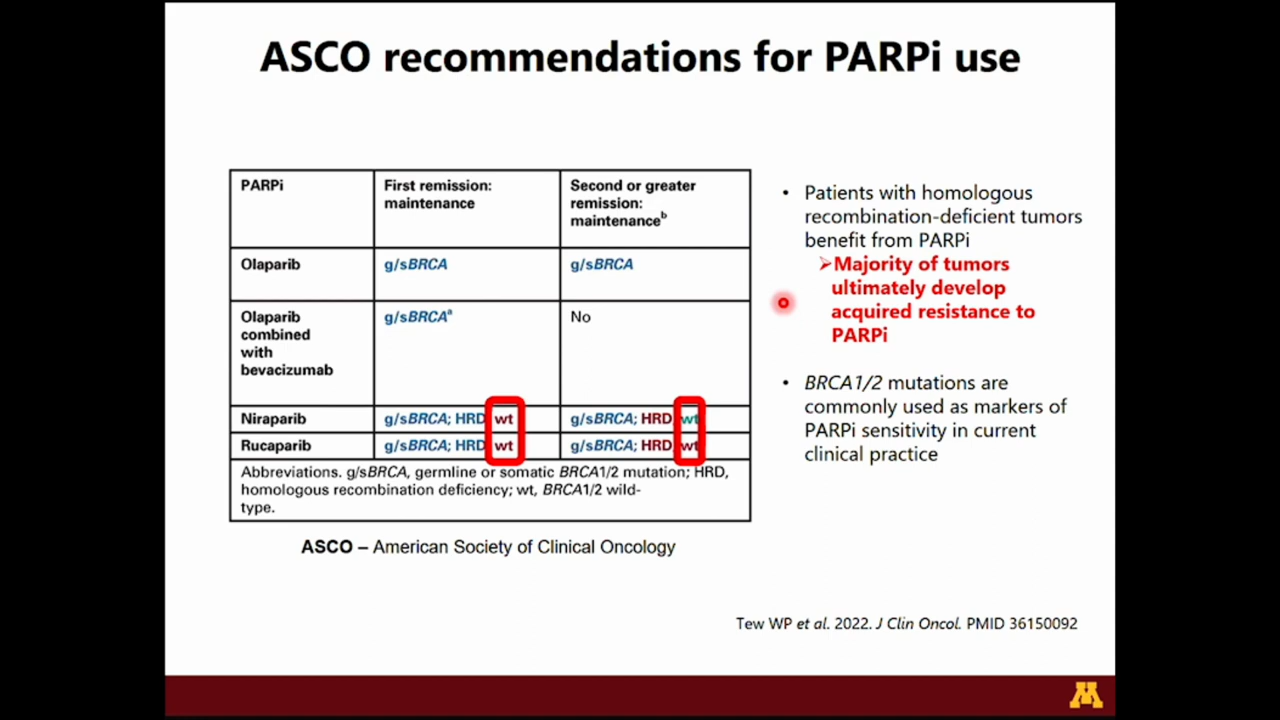 ASCO recommendations for PARPi use
PARPi
First remission:
maintenance
Second or greater
remission:
maintenanceb
Olaparib
g/sBRCA
g/sBRCA
Olaparib
combined
with
bevacizumab
g/sBRCAa
No
Niraparib
g/sBRCA; HRD wt
g/sBRCA; HRD wt
Rucaparib
g/sBRCA; HRD wt
g/sBRCA; HRD wt
Abbreviations. g/sBRCA, germline or somatic BRCA1/2 mutation; HRD,
homologous recombination deficiency; wt, BRCA1/2 wild-
type.
ASCO – American Society of Clinical Oncology
• Patients with homologous
recombination-deficient tumors
benefit from PARPi
➢Majority of tumors
ultimately develop
acquired resistance to
PARPi
• BRCA1/2 mutations are
commonly used as markers of
PARPi sensitivity in current
clinical practice
Tew WP et al. 2022. J Clin Oncol. PMID 36150092
M